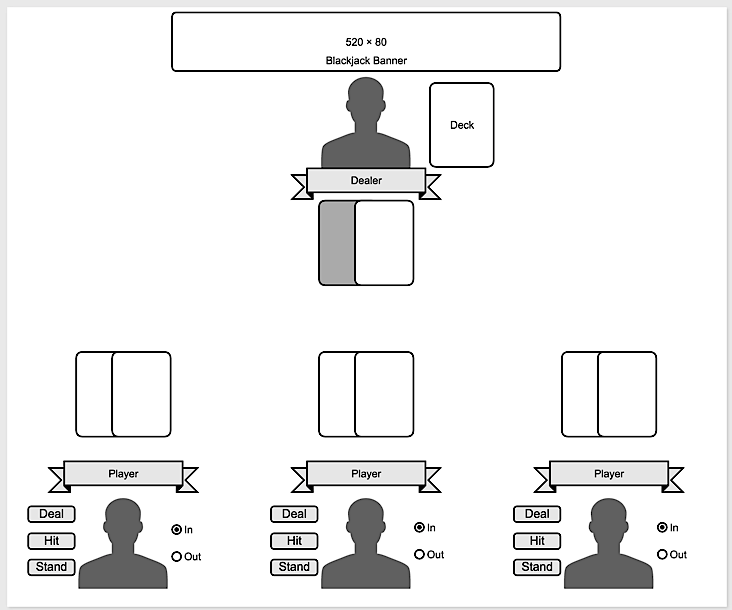 520 × 80
Blackjack Banner
Deck
Dealer
Player
Deal
Hit
Stand
In
Out
Player
Deal
Hit
Stand
In
Out
Player
Deal
Hit
Stand
In
Out